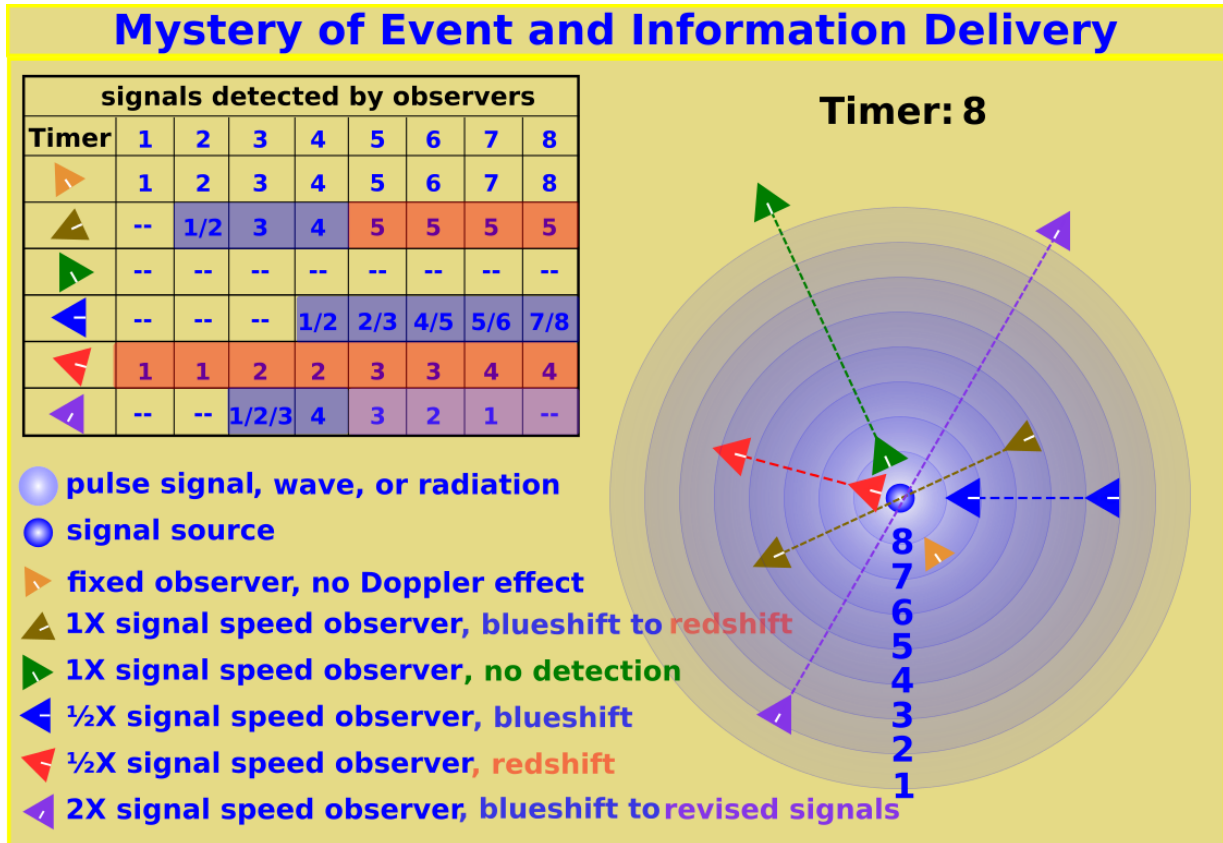 Mystery of Event and Information Delivery
signals detected by observers
Timer 1 2 3 4 5 6 7 8
1 2 3 4 5 6 7 8
-- 1/2 3 4 5 5 5 5
-- -- -- -- -- -- -- --
-- -- -- 1/2 2/3 4/5 5/6 7/8
1 1 2 2 3 3 4 4
-- -- 1/2/3 4 3 2 1 --
Timer: 8
pulse signal, wave, or radiation
signal source
fixed observer, no Doppler effect
1X signal speed observer, blueshift to redshift
1X signal speed observer, no detection
½X signal speed observer, blueshift
½X signal speed observer, redshift
2X signal speed observer, blueshift to revised signals
8
7
6
5
4
3
2
1